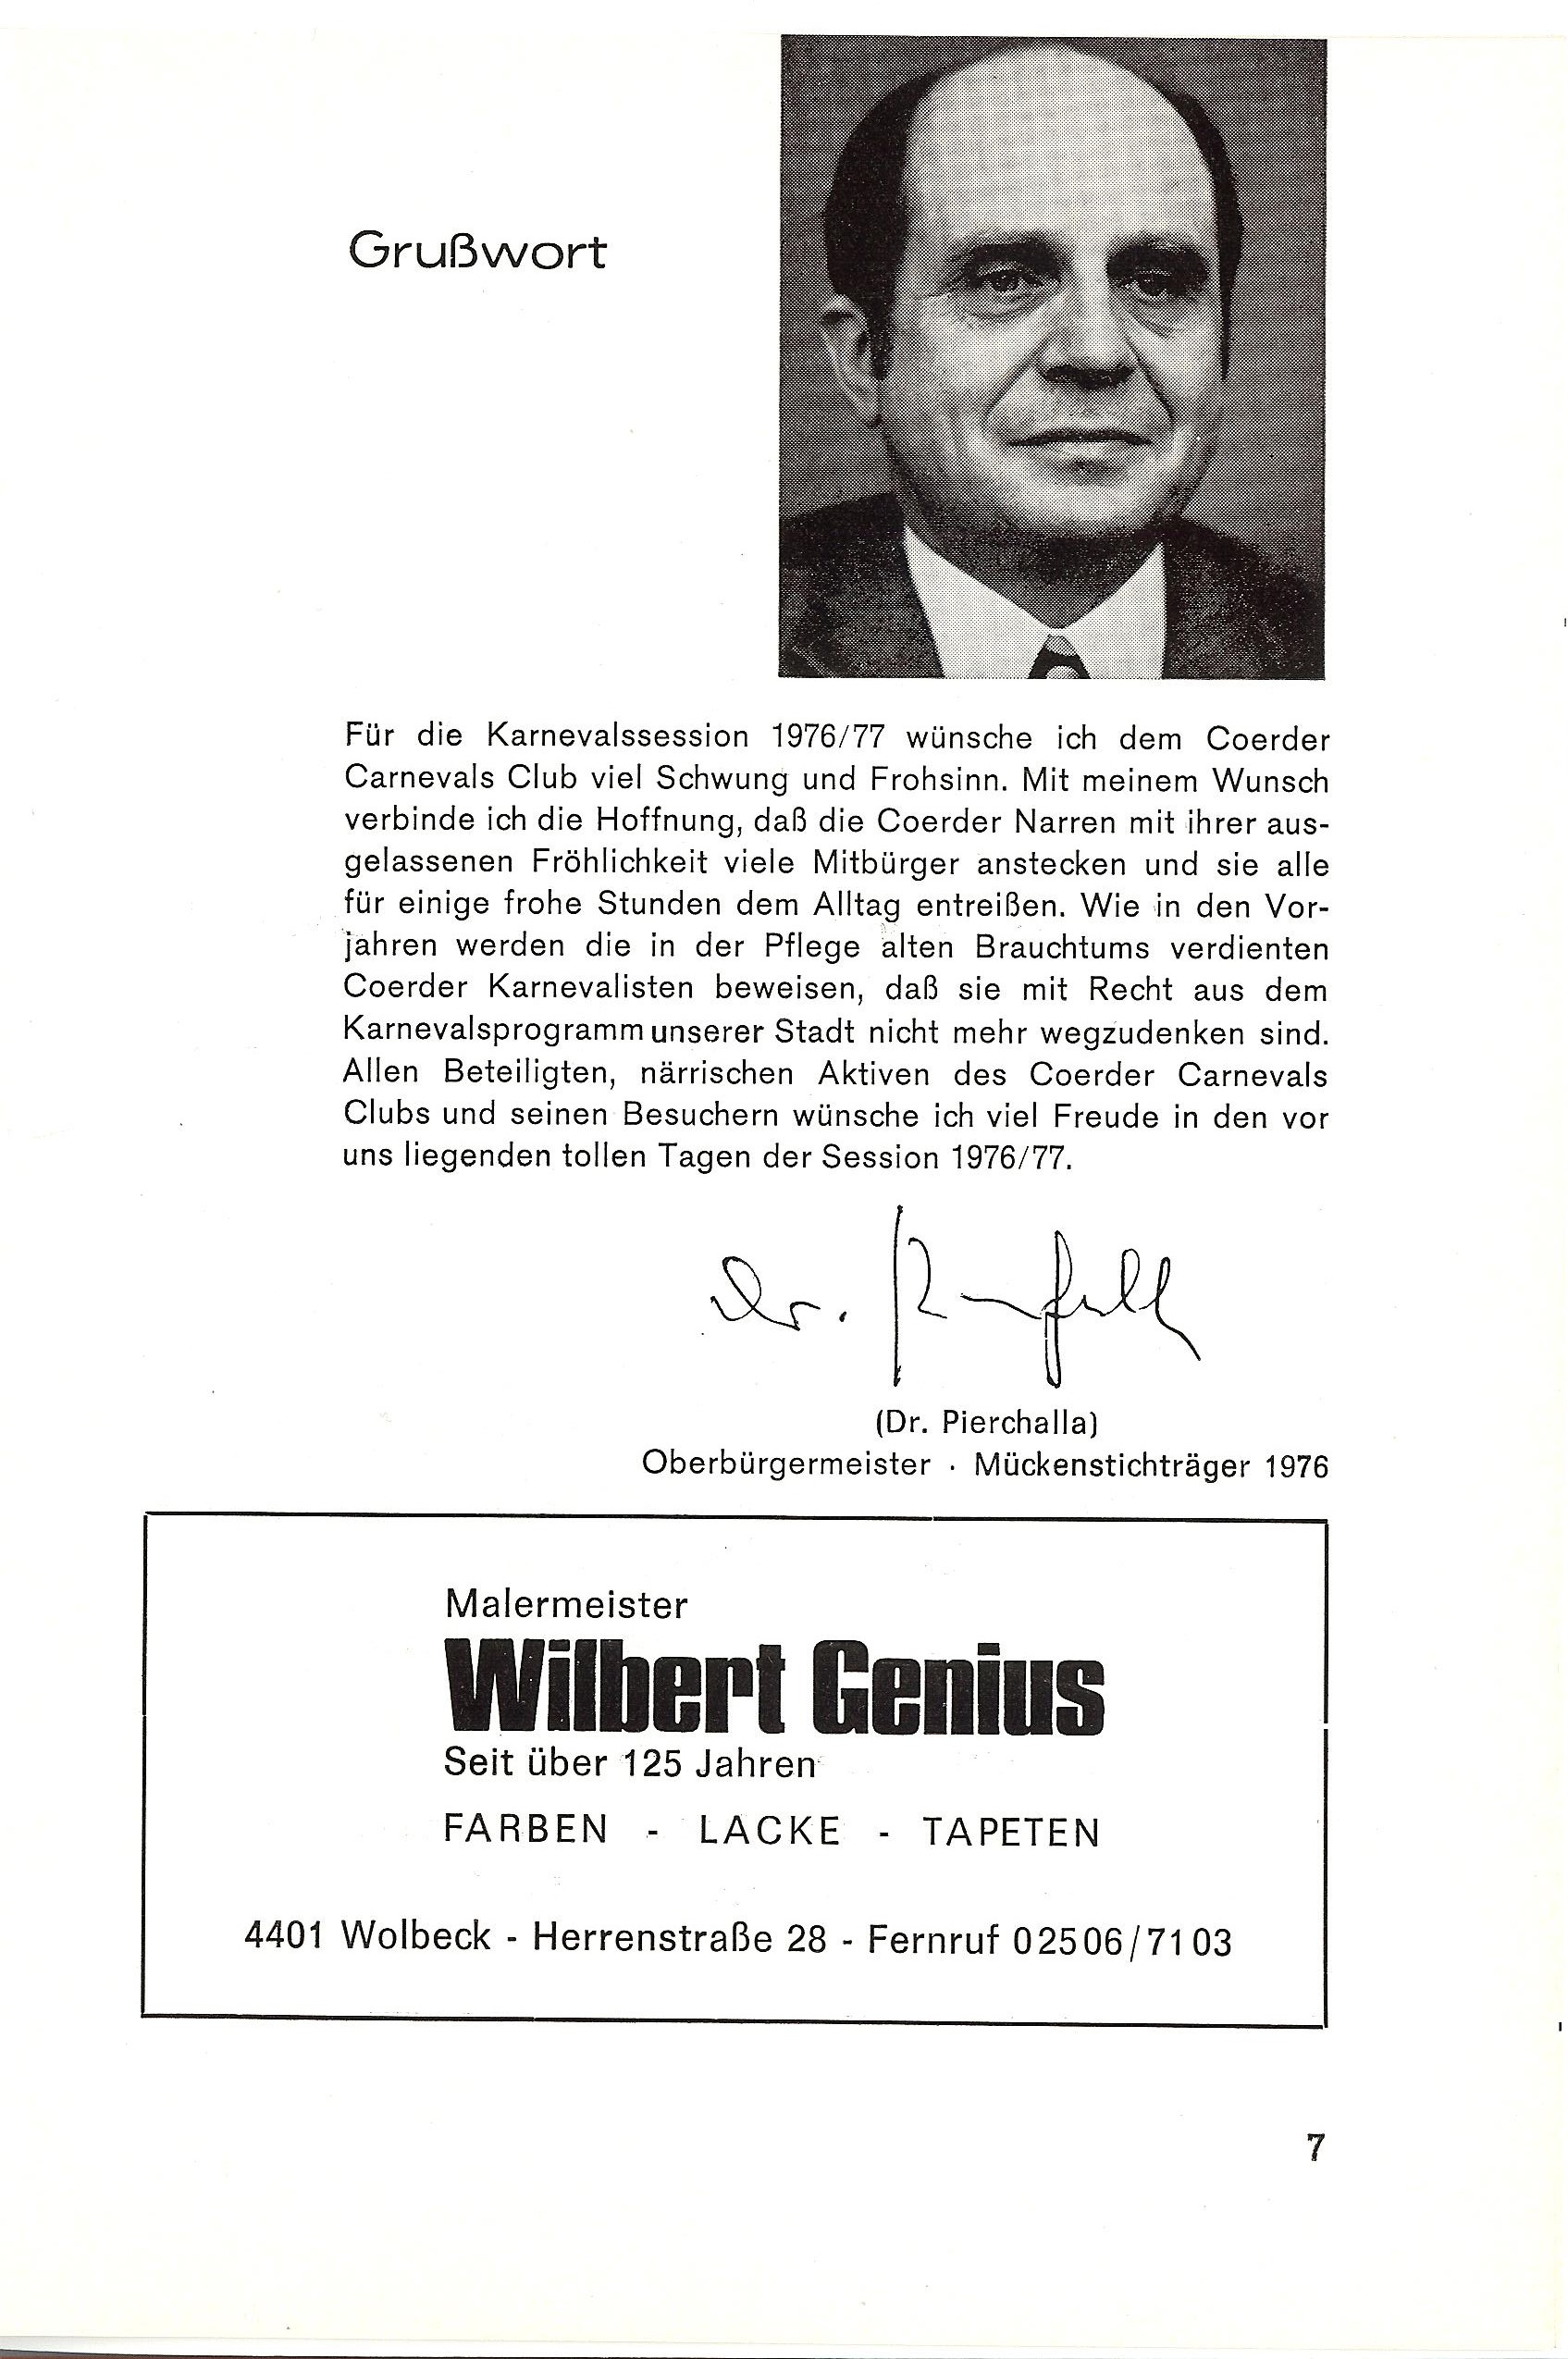 Grußwort
Für die Karnevalssession 1976/77 wünsche ich dem Coerder
Carnevals Club viel Schwung und Frohsinn. Mit meinem Wunsch
verbinde ich die Hoffnung, daß die Coerder Narren mit ihrer aus-
gelassenen Fröhlichkeit viele Mitbürger anstecken und sie alle
für einige frohe Stunden dem Alltag entreißen. Wie in den Vor-
jahren werden die in der Pflege alten Brauchtums verdienten
Coerder Karnevalisten beweisen, daß sie mit Recht aus dem
Karnevalsprogramm unserer Stadt nicht mehr wegzudenken sind.
Allen Beteiligten, närrischen Aktiven des Coerder Carnevals
Clubs und seinen Besuchern wünsche ich viel Freude in den vor
uns liegenden tollen Tagen der Session 1976/77.
Dr.
(Dr. Pierchalla)
Oberbürgermeister · Mückenstichträger 1976
Malermeister
Wilbert Genius
Seit über 125 Jahren
FARBEN - LACKE - TAPETEN
4401 Wolbeck - Herrenstraße 28 - Fernruf 02506/7103
7